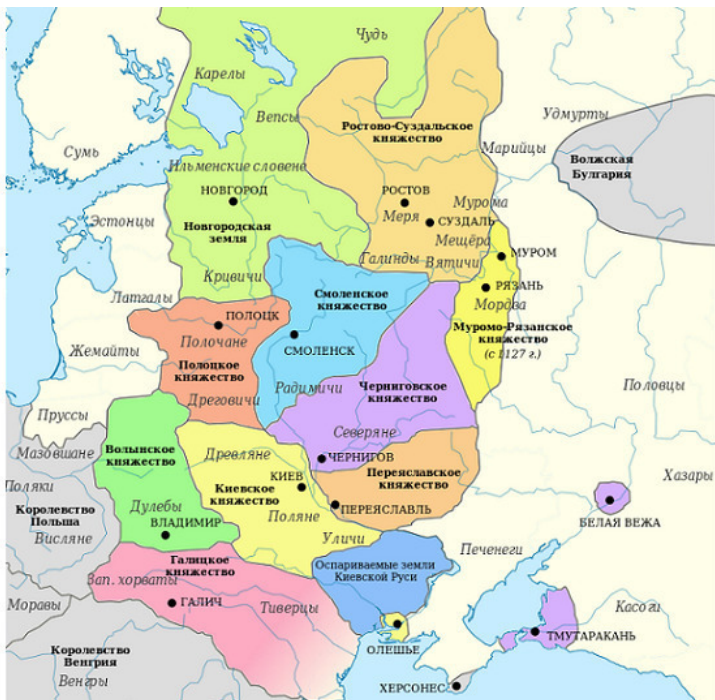 Чудь
Карелы
Вепсы
Удмурты
Ростово-Суздальское
княжество
Марийцы
Сумь
Волжская
Булгария
Ильменские словене
НОВГОРОД
РОСТОВ
Мурома
Меря
СУЗДАЛЬ
Эстонцы
Новгородская
земля
Мещёра
МУРОМ
Галинды
Вятичи
Кривичи
РЯЗАНЬ
Латгалы
Смоленское
княжество
Мордва
ПОЛОЦК
Муромо-Рязанское
княжество
(с 1127 г.)
Полочане
Жемайты
СМОЛЕНСК
Полоцкое
княжество
Радимичи
Черниговское
княжество
Половцы
Дреговичи
Пруссы
Северяне
Мазовшане
Волынское
княжество
Древляне
ЧЕРНИГОВ
Переяславское
княжество
Хазары
КИЕВ
Поляки
Киевское
княжество
Королевство
Польша
Дулебы
Поляне
ПЕРЕЯСЛАВЛЬ
ВЛАДИМИР
БЕЛАЯ ВЕЖА
Висляне
Уличи
Печенеги
Галицкое
княжество
Оспариваемые земли
Киевской Руси
Зап. хорваты
Моравы
ГАЛИЧ
Тиверцы
Касоги
ТМУТАРАКАНЬ
ОЛЕШЬЕ
Королевство
Венгрия
Венгры
ХЕРСОНЕС